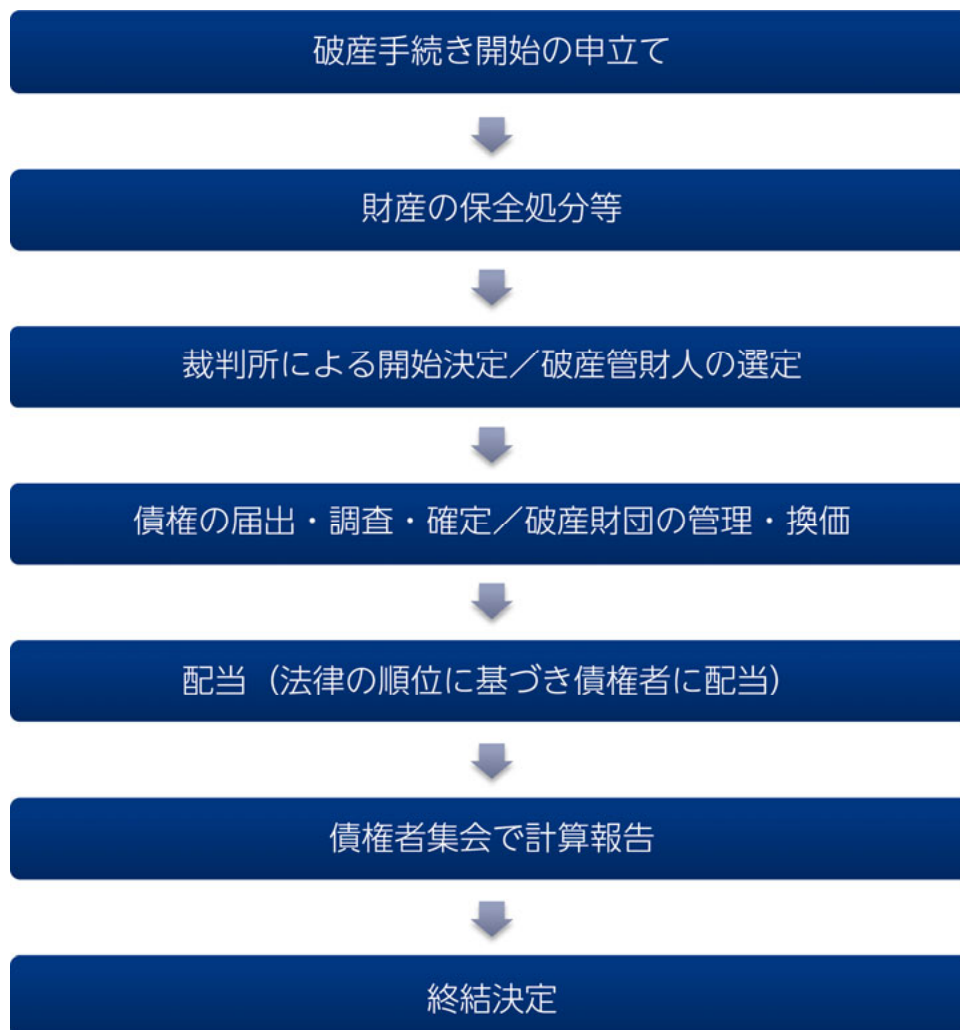 破産手続き開始の申立て
財産の保全処分等
裁判所による開始決定／破産管財人の選定
債権の届出・調査・確定／破産財団の管理・換価
配当（法律の順位に基づき債権者に配当）
債権者集会で計算報告
終結決定